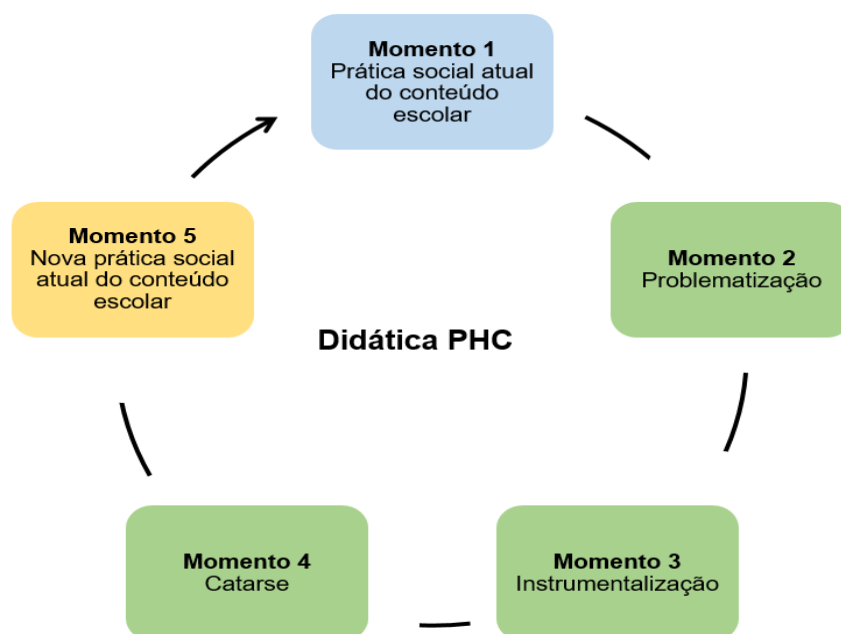 Momento 1
Prática social atual
do conteúdo
escolar
Momento 2
Problematização
Momento 3
Instrumentalização
Momento 4
Catarse
Momento 5
Nova prática social
atual do conteúdo
escolar
Didática PHC